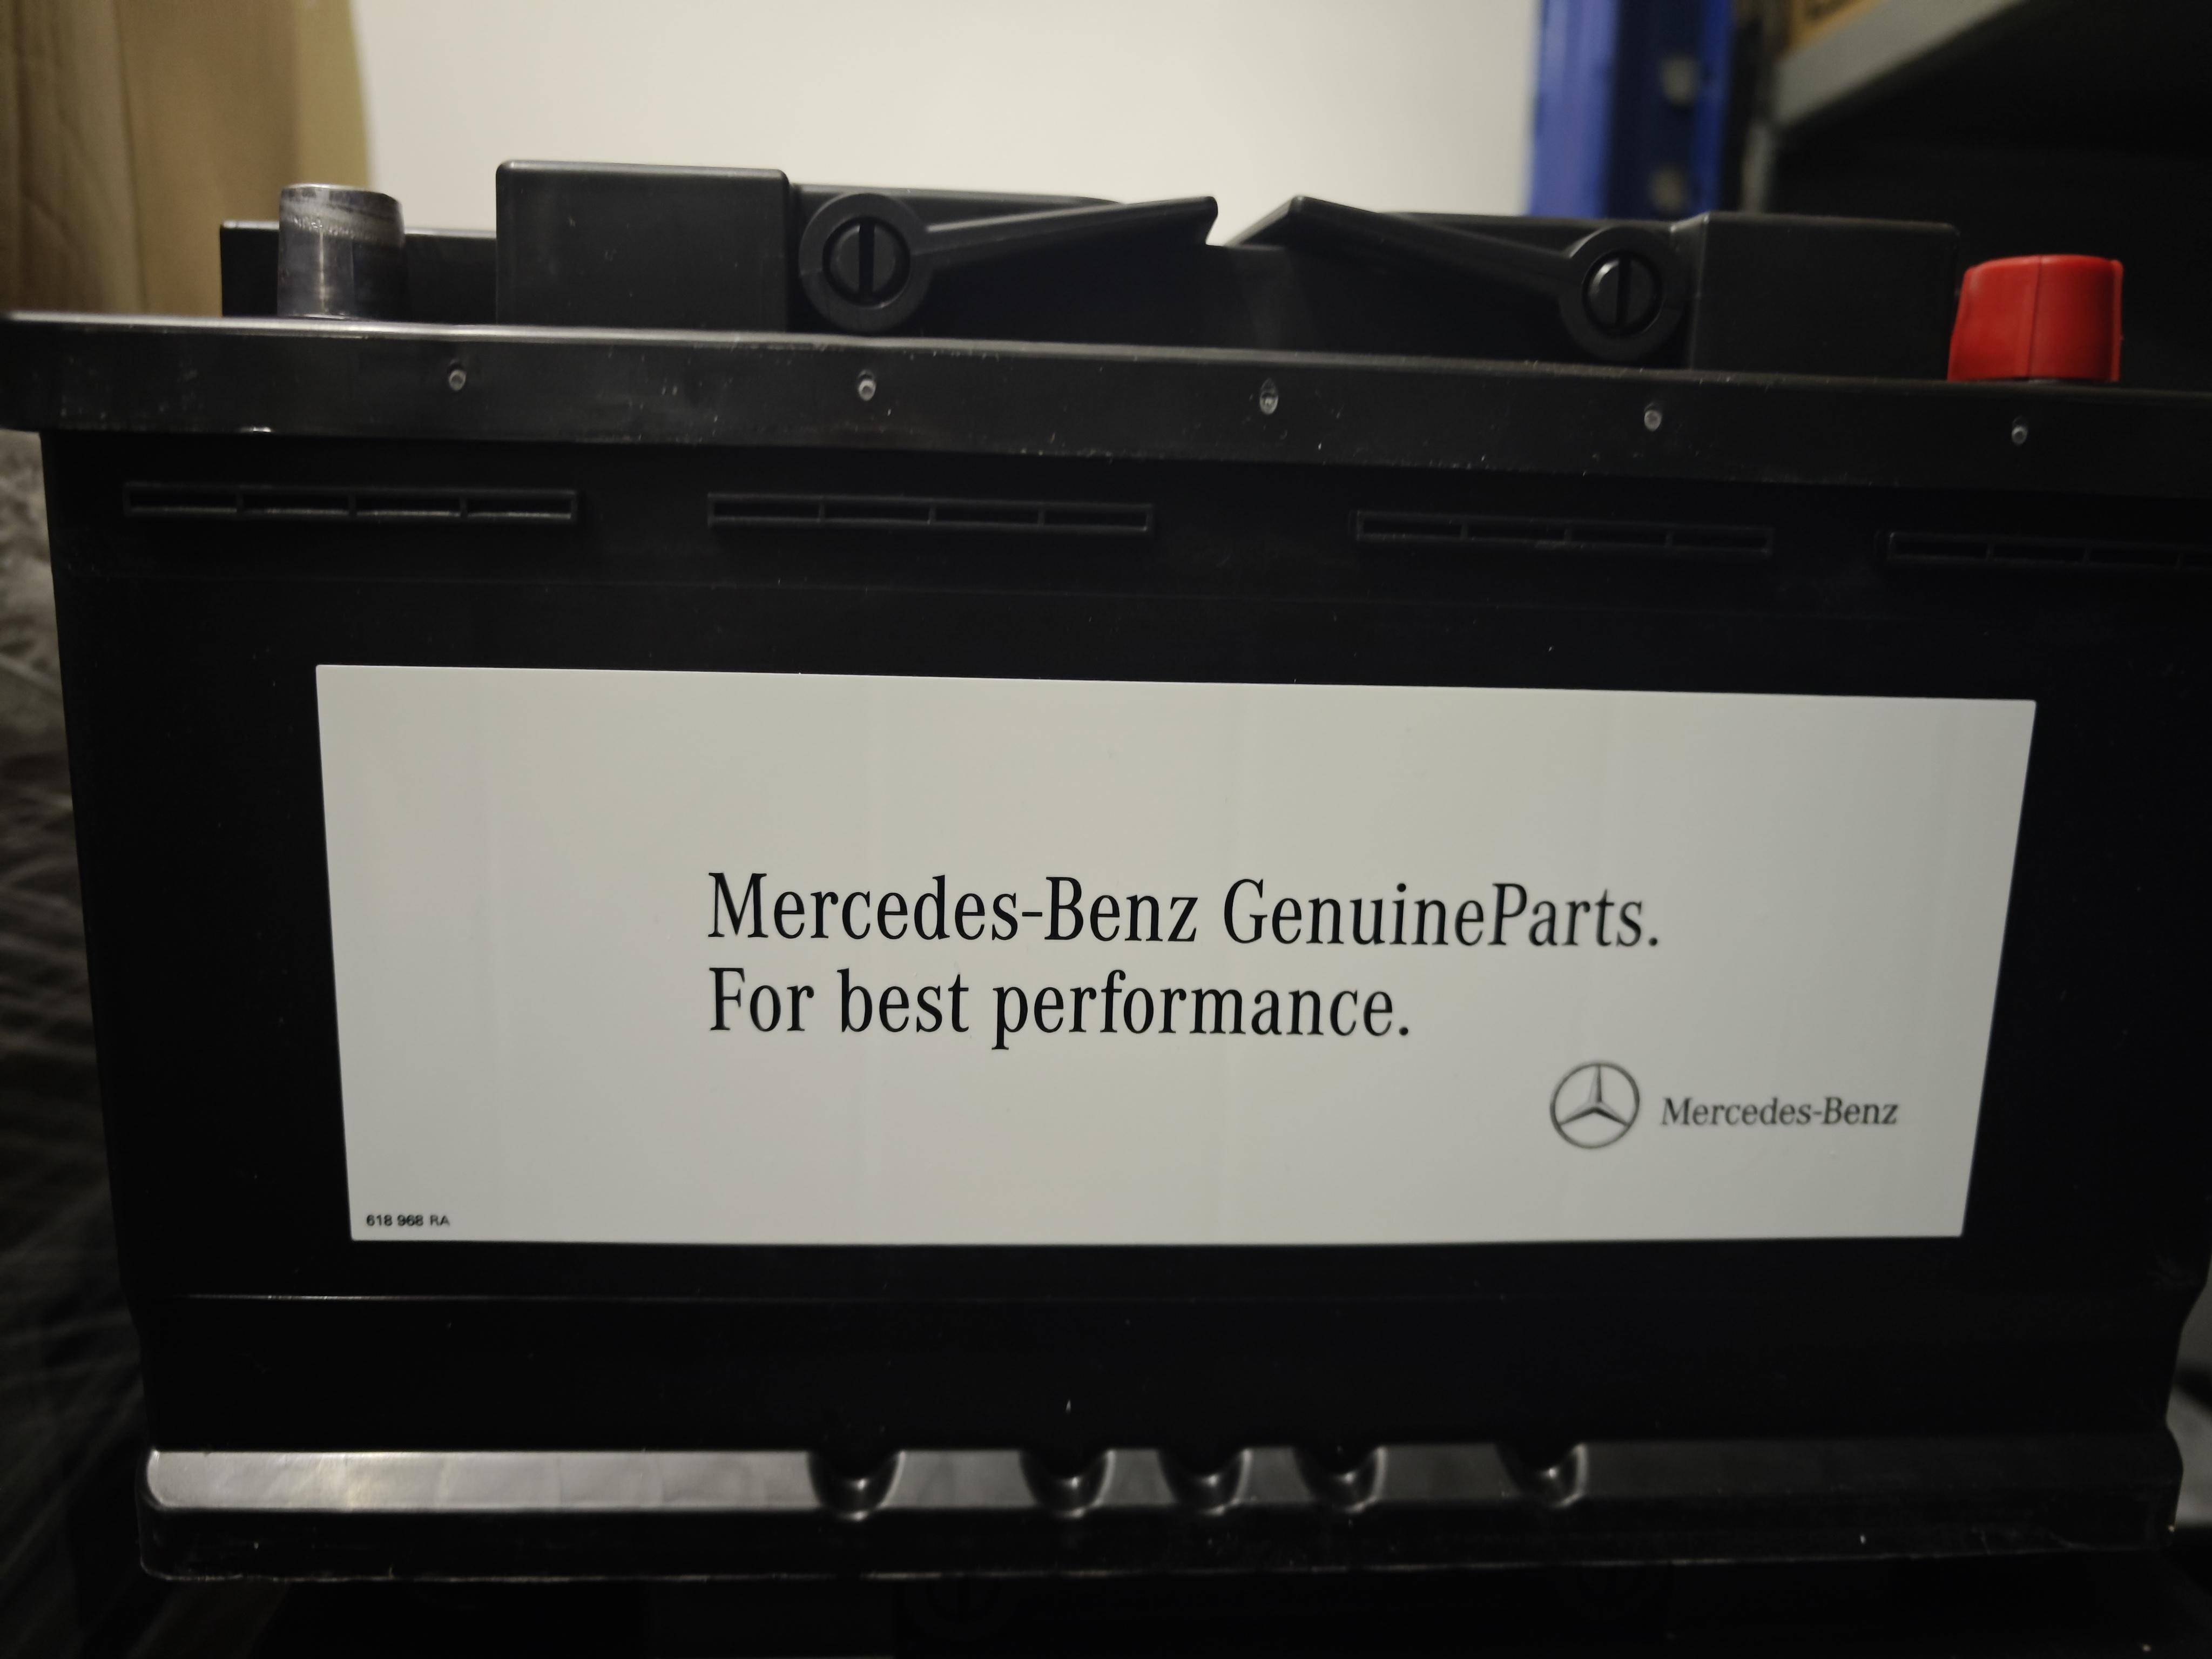 Mercedes-Benz GenuineParts.
For best performance.
Mercedes-Benz
618 968 RA